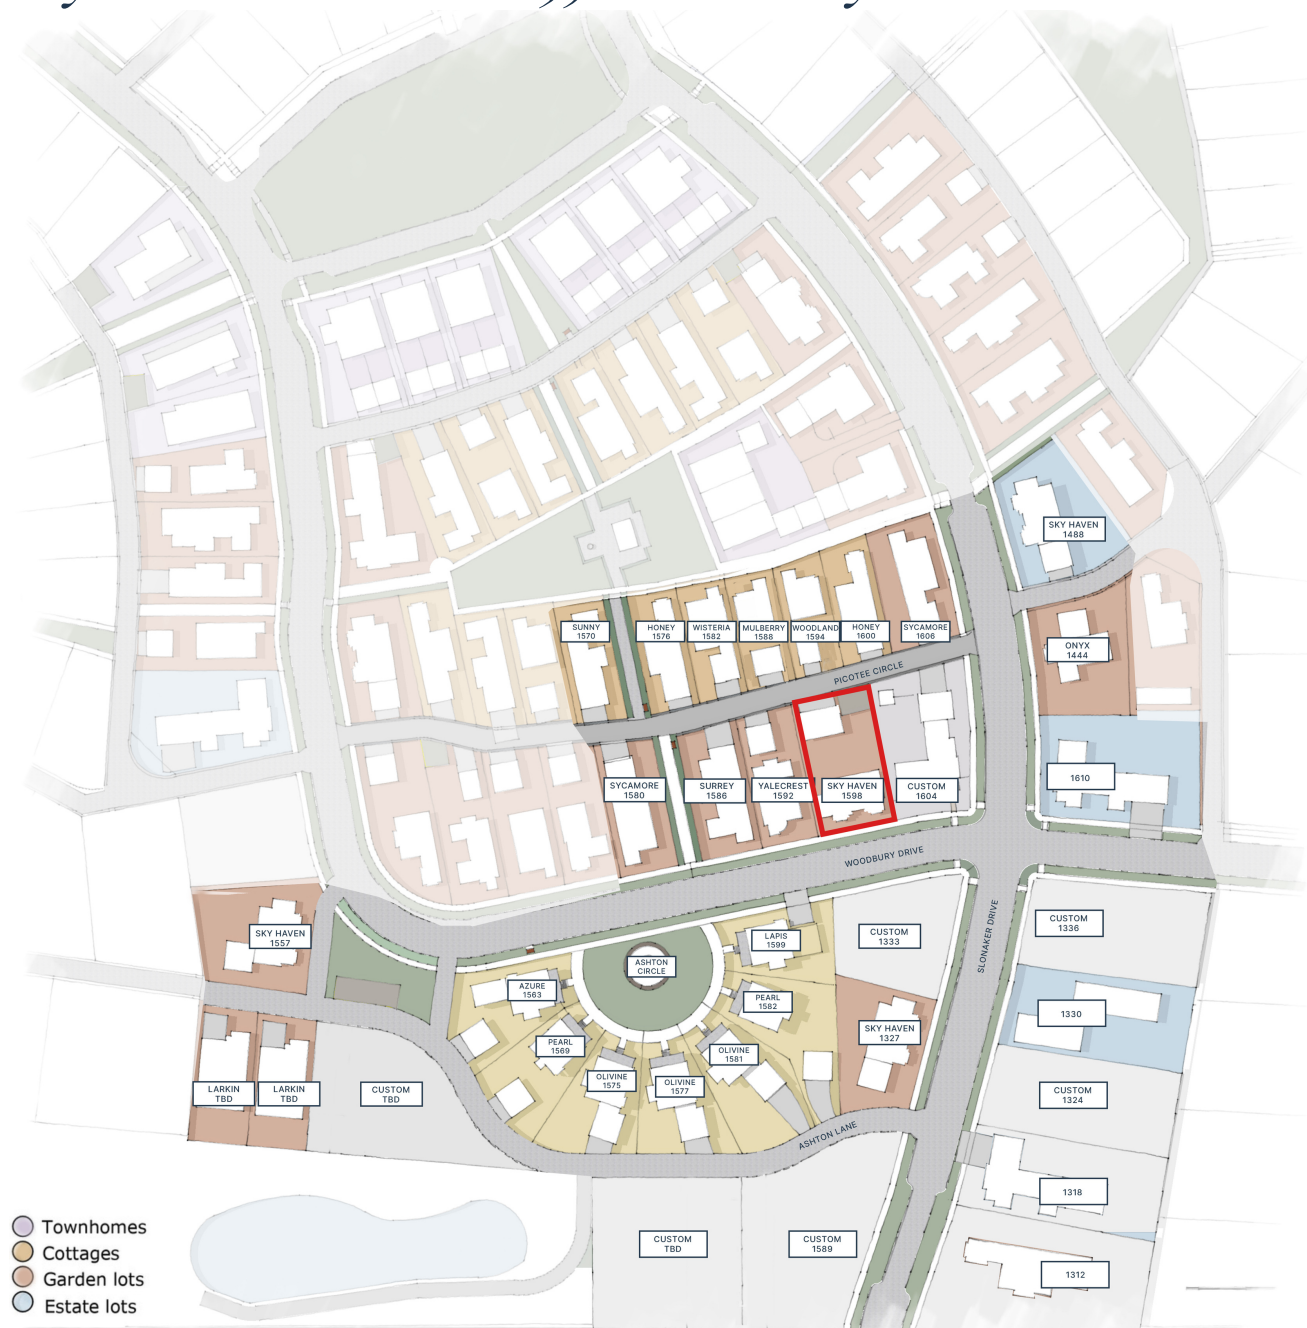 SKY HAVEN
1488
SUNNY
1570
HONEY
1576
WISTERIA
1582
MULBERRY
1588
WOODLAND
1594
HONEY
1600
SYCAMORE
1606
ONYX
1444
PICOTEE CIRCLE
SYCAMORE
1580
SURREY
1586
YALECREST
1592
SKY HAVEN
1598
CUSTOM
1604
1610
WOODBURY DRIVE
SKY HAVEN
1557
ASHTON
CIRCLE
LAPIS
1599
CUSTOM
1333
SLONAKER DRIVE
CUSTOM
1336
AZURE
1563
PEARL
1582
1330
PEARL
1569
OLIVINE
1581
SKY HAVEN
1327
OLIVINE
1575
OLIVINE
1577
LARKIN
TBD
LARKIN
TBD
CUSTOM
TBD
CUSTOM
1324
ASHTON LANE
1318
CUSTOM
TBD
CUSTOM
1589
1312
Townhomes
Cottages
Garden lots
Estate lots